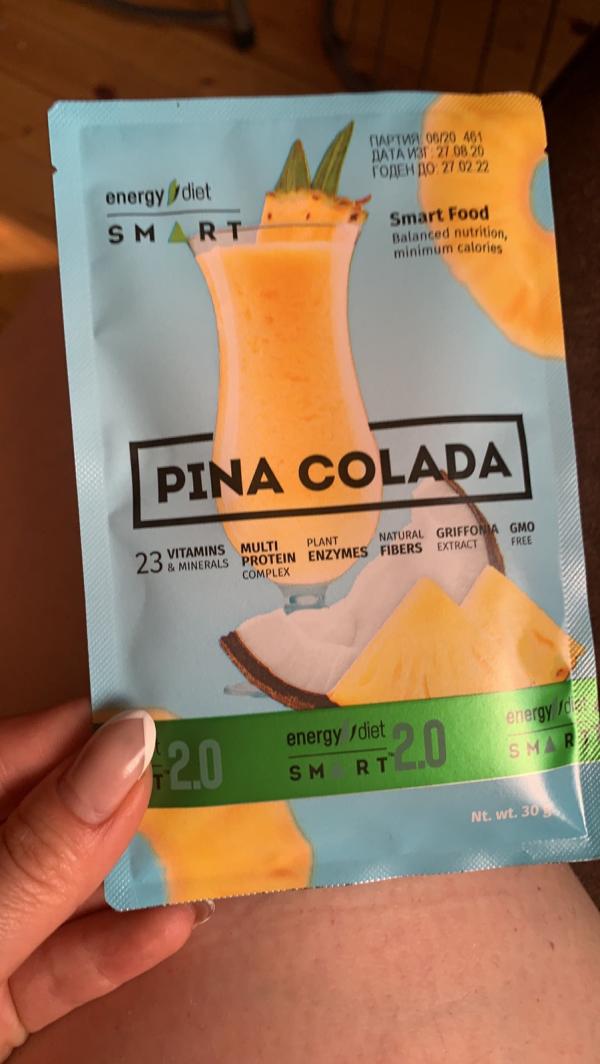 ПАРТИЯ 06/20 461
ДАТА ИЗГ: 27.08.20
ГОДЕН ДО: 27 02 22
energy diet
SMART
Smart Food
Balanced nutrition,
minimum calories
PINA COLADA
23 VITAMINS
& MINERALS
MULTI
PROTEIN
COMPLEX
PLANT
ENZYMES
NATURAL
FIBERS
GRIFFONIA
EXTRACT
GMO
FREE
T 2.0
energy diet
SMART 2.0
energy die
SMAR
Nt. wt. 30 g